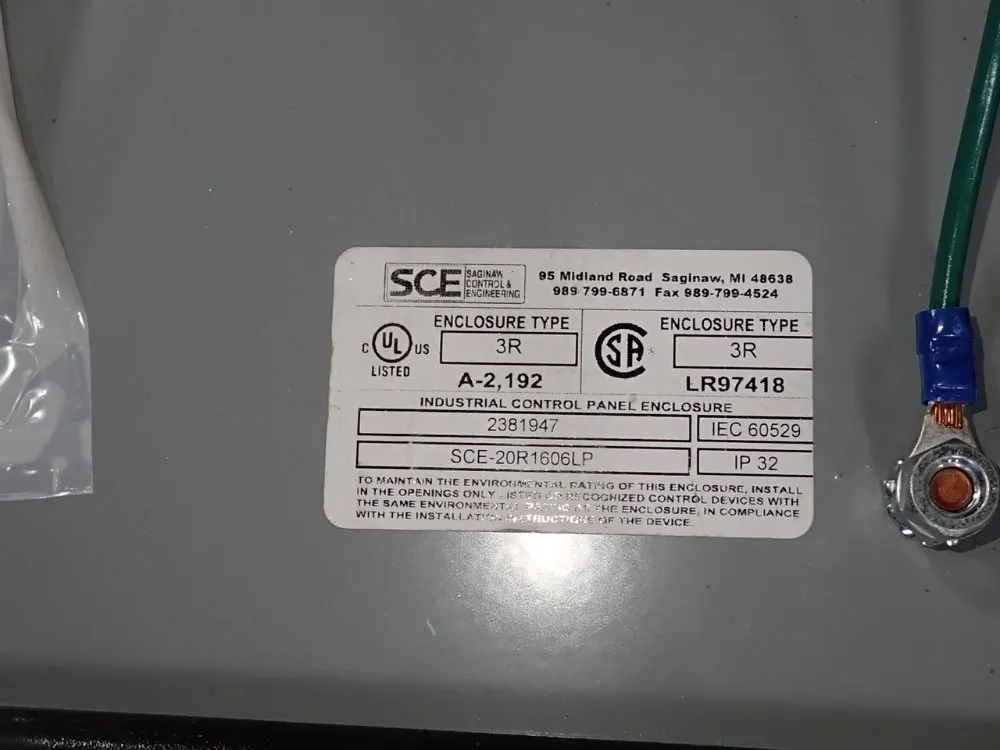 SCE SAGINAW CONTROL & ENGINEERING
95 Midland Road Saginaw, MI 48638
989-799-6871 Fax 989-799-4524
ENCLOSURE TYPE
3R
C UL US
LISTED
A-2,192
ENCLOSURE TYPE
SA
3R
LR97418
INDUSTRIAL CONTROL PANEL ENCLOSURE
2381947 IEC 60529
SCE-20R1606LP IP 32
TO MAINTAIN THE ENVIRONMENTAL RATING OF THIS ENCLOSURE, INSTALL
IN THE OPENINGS ONLY LISTED OR RECOGNIZED CONTROL DEVICES WITH
THE SAME ENVIRONMENTAL RATING AS THE ENCLOSURE, IN COMPLIANCE
WITH THE INSTALLATION INSTRUCTIONS OF THE DEVICE.